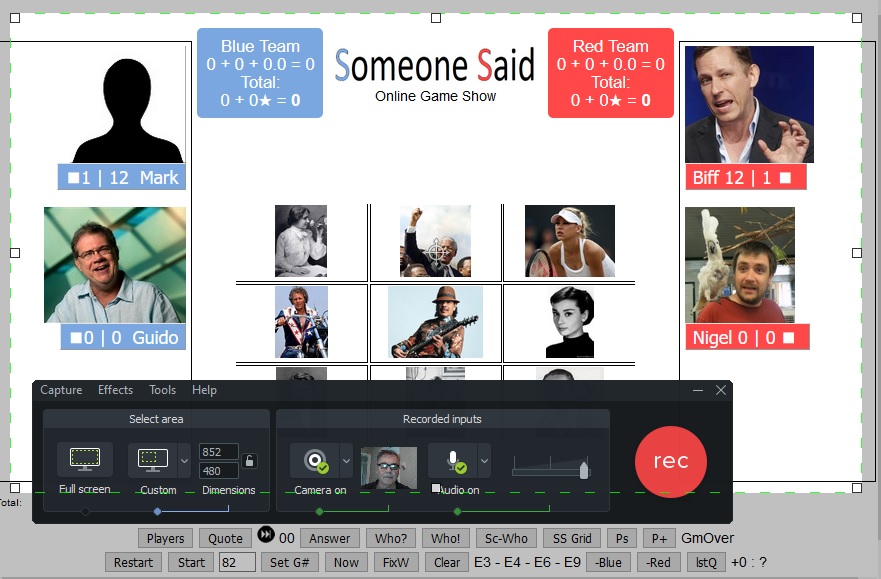 Blue Team
0 + 0 + 0.0 = 0
Total:
0 + 0★ = 0
Someone Said
Online Game Show
Red Team
0 + 0 + 0.0 = 0
Total:
0 + 0★ = 0
■1 | 12 Mark
Biff 12 | 1 ■
■0 | 0 Guido
Nigel 0 | 0 ■
Capture Effects Tools Help
Select area
Recorded inputs
852
480
rec
Full screen
Custom
Dimensions
Camera on
Audio on
Total:
Players Quote 00 Answer Who? Who! Sc-Who SS Grid Ps P+ GmOver
Restart Start 82 Set G# Now FixW Clear E3 - E4 - E6 - E9 -Blue -Red lstQ +0 : ?